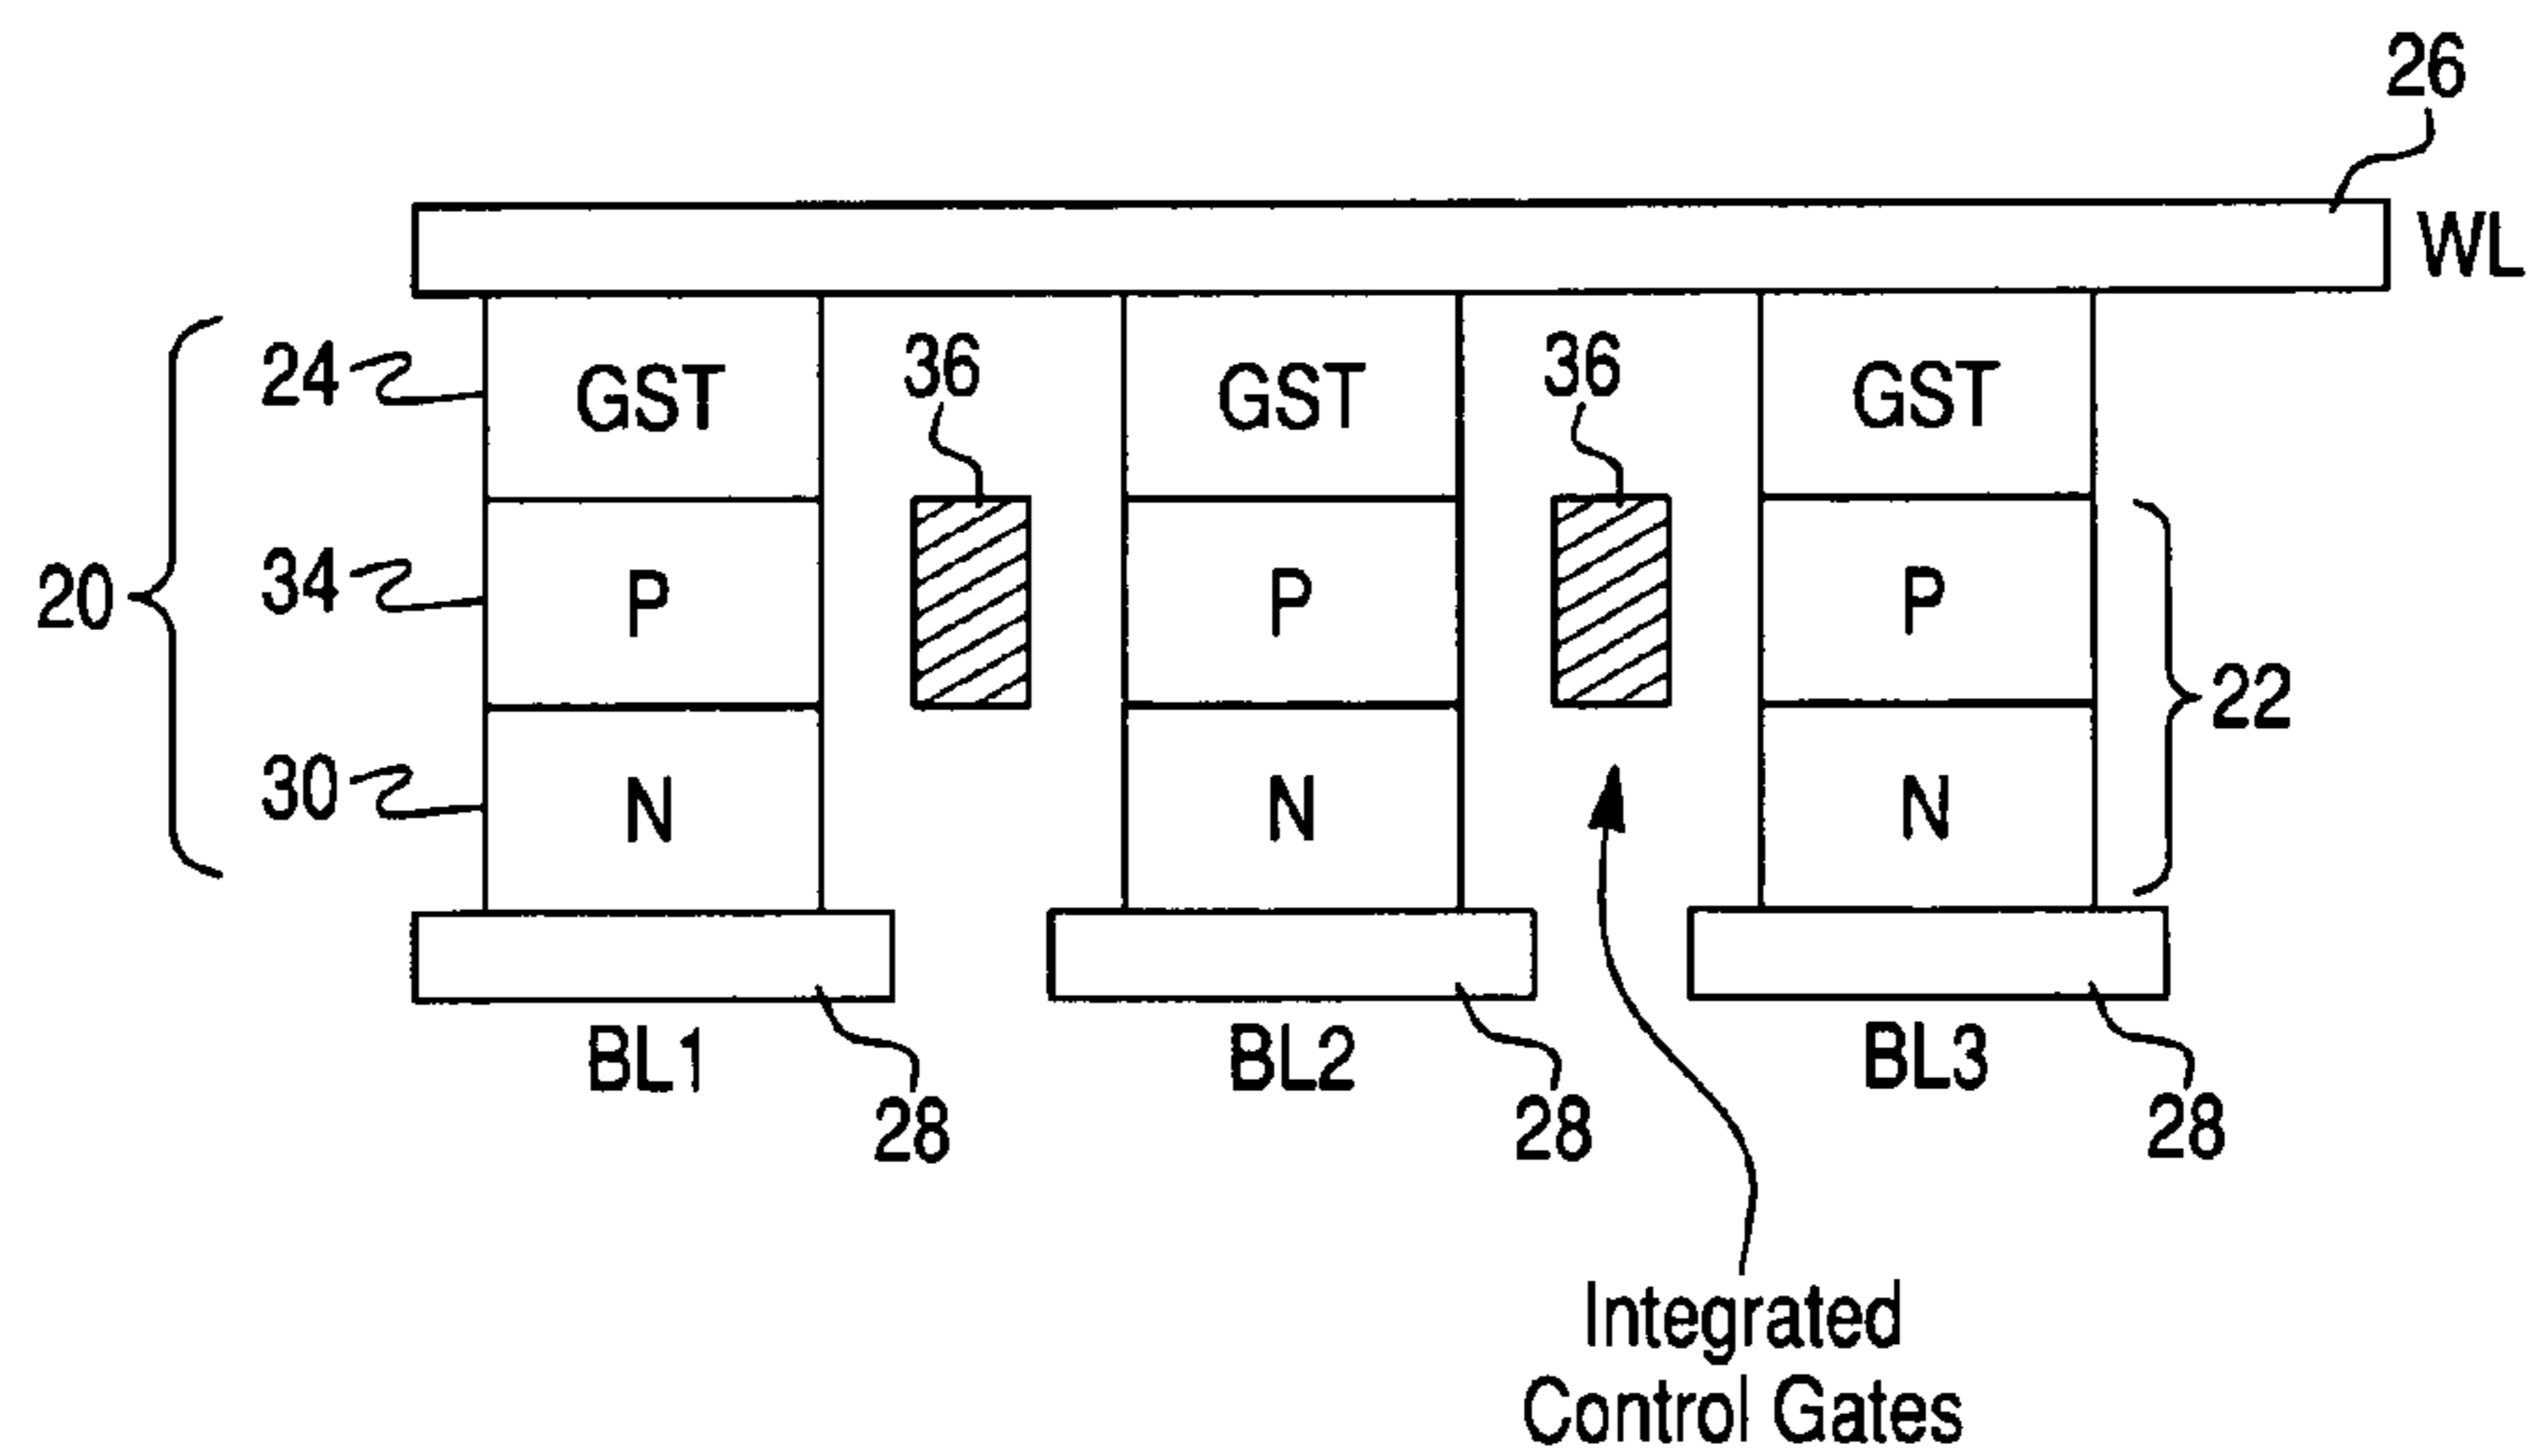 26
WL
24 GST 36 GST 36 GST
20 34 P P P
22
30 N N N
BL1 BL2 BL3
28 28 28
Integrated
Control Gates